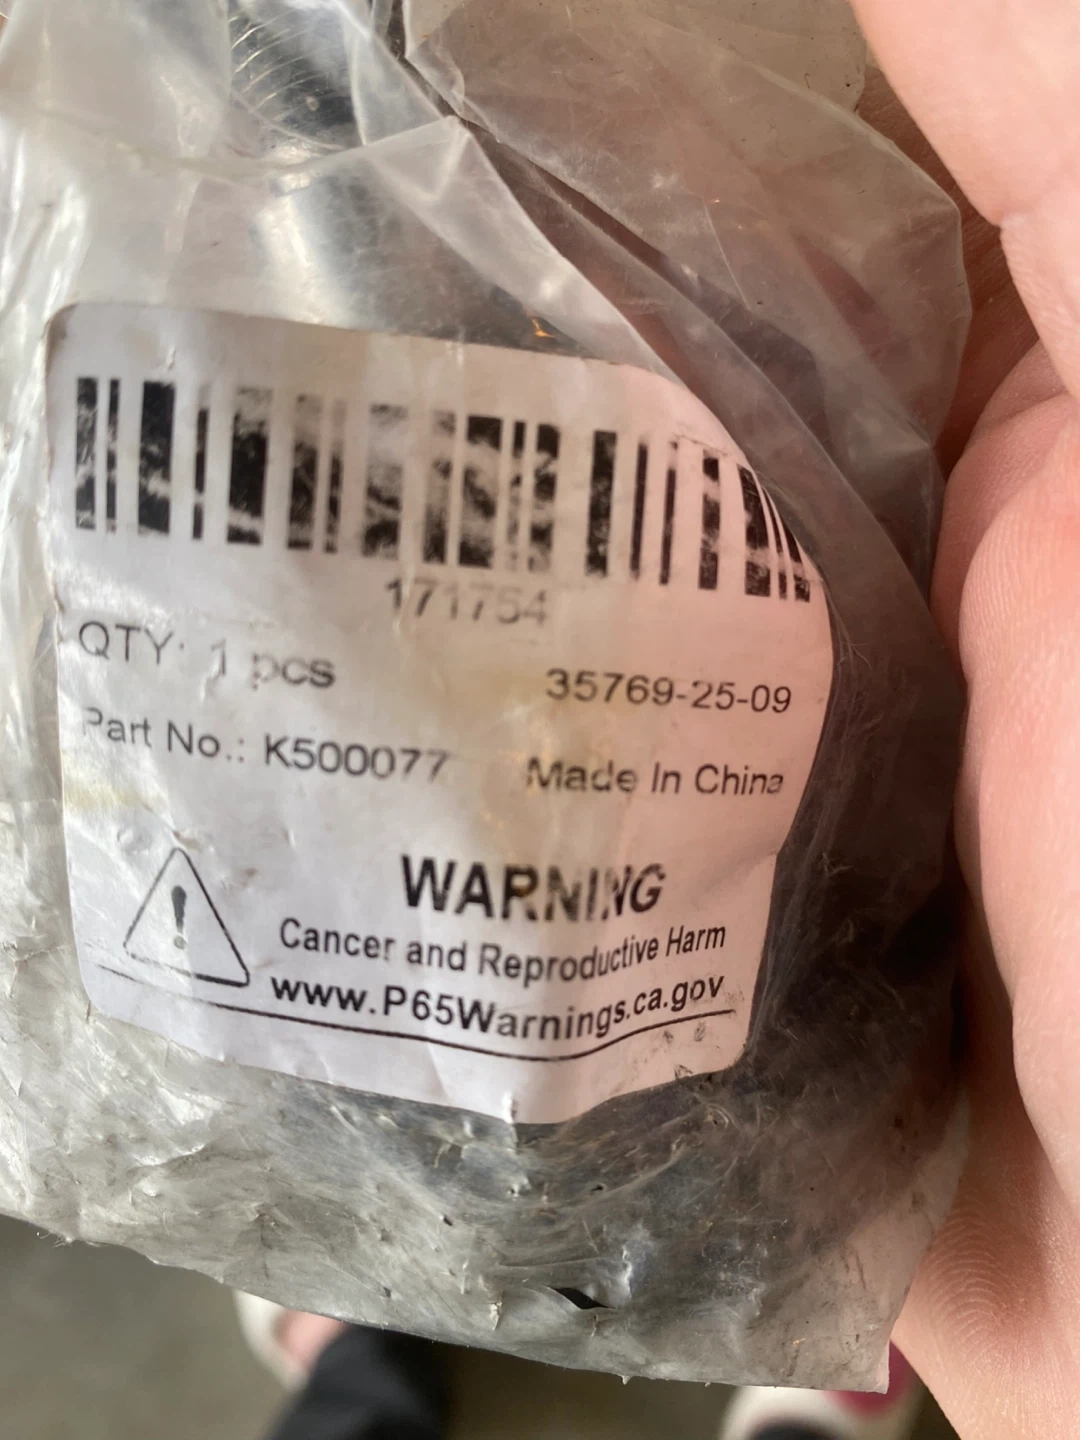 171754
QTY: 1 pcs
35769-25-09
Part No.: K500077
Made In China
WARNING
Cancer and Reproductive Harm
www.P65Warnings.ca.gov